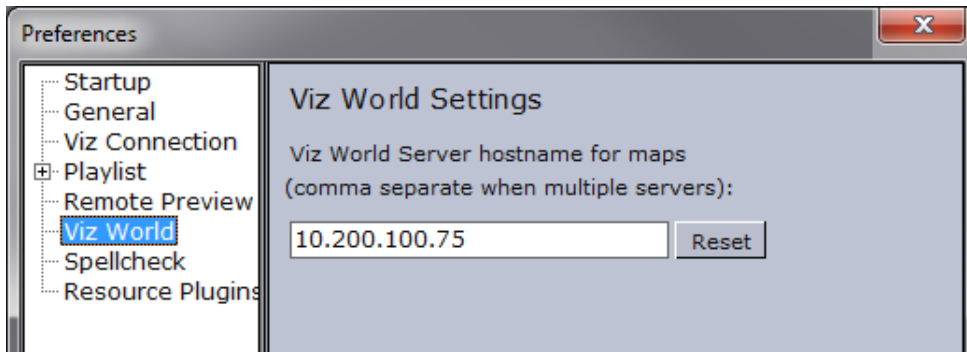 Preferences
Startup
General
Viz Connection
Playlist
Remote Preview
Viz World
Spellcheck
Resource Plugins
Viz World Settings
Viz World Server hostname for maps
(comma separate when multiple servers):
10.200.100.75
Reset